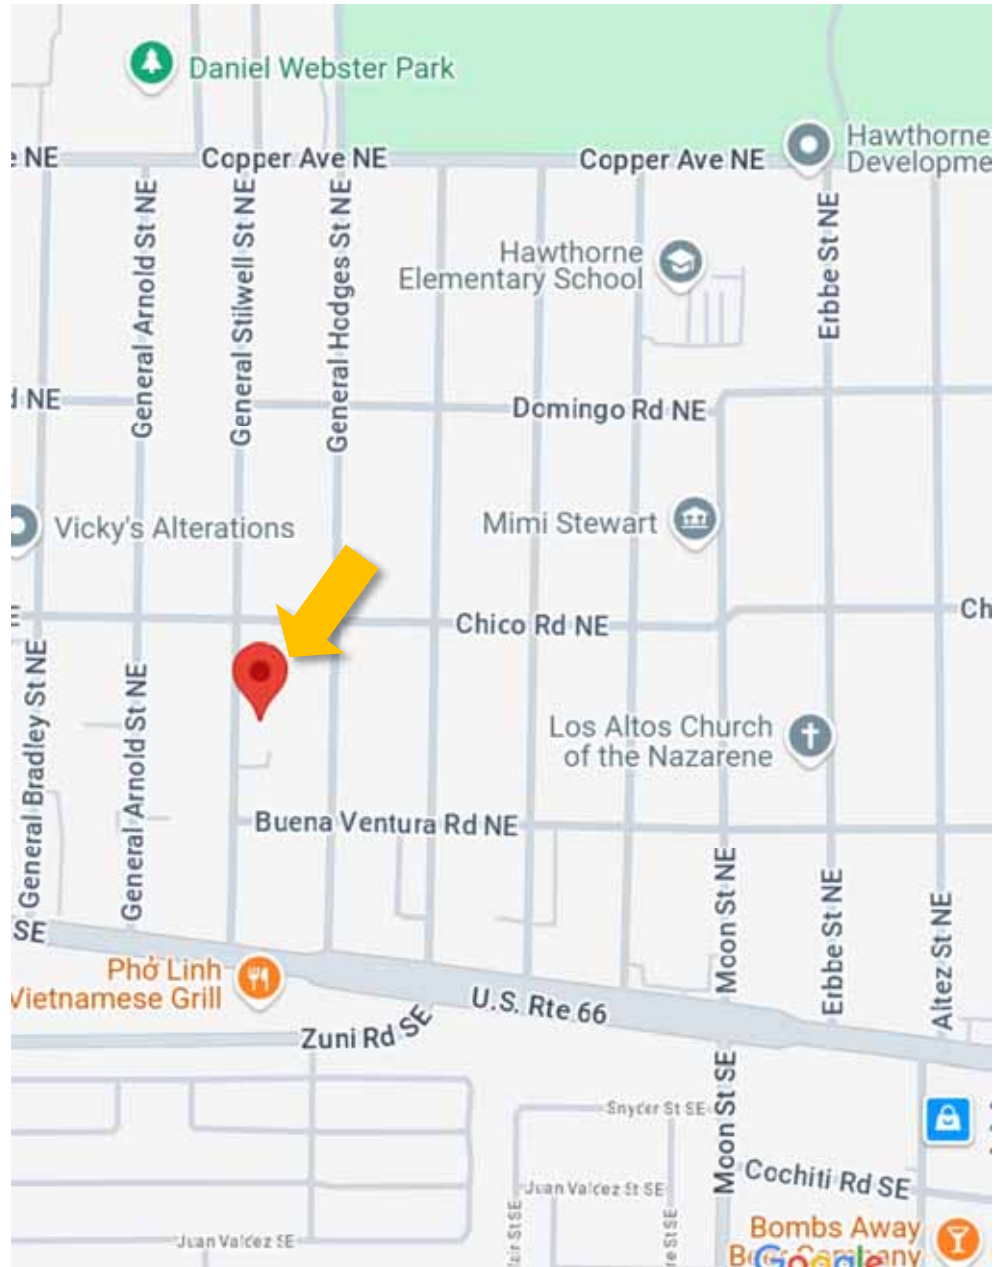 Daniel Webster Park
NE
Copper Ave NE
Copper Ave NE
Hawthorne
Developme
General Arnold St NE
General Stilwell St NE
General Hodges St NE
Erbbe St NE
Hawthorne
Elementary School
NE
Domingo Rd NE
Vicky's Alterations
Mimi Stewart
Chico Rd NE
Ch
General Bradley St NE
General Arnold St NE
Los Altos Church
of the Nazarene
Buena Ventura Rd NE
Moon St NE
Erbbe St NE
Altez St NE
SE
Phở Linh
Vietnamese Grill
U.S. Rte 66
Zuni Rd SE
Moon St SE
Snyder St SE
Cochiti Rd SE
Juan Valdez St SE
Juan Valdez SE
Bombs Away
Beer Company
Google